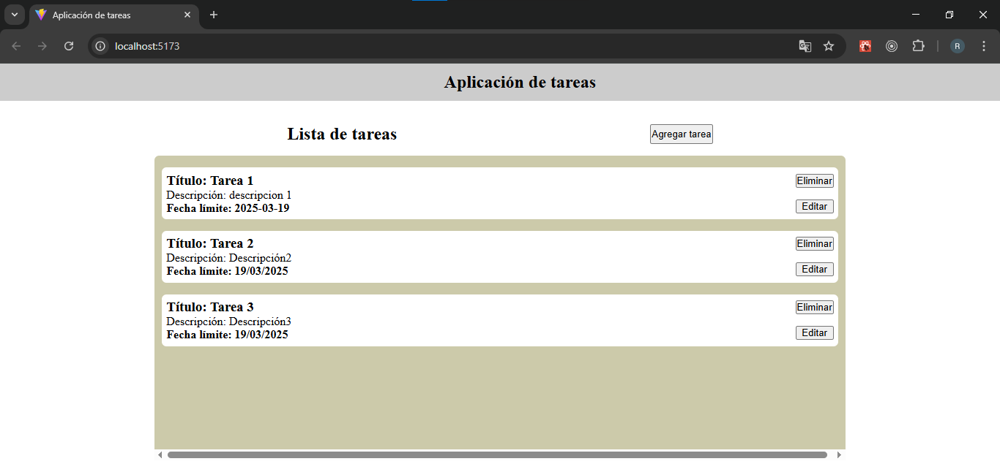 Aplicación de tareas
localhost:5173
R
Aplicación de tareas
Lista de tareas
Agregar tarea
Título: Tarea 1
Eliminar
Descripción: descripcion 1
Fecha límite: 2025-03-19
Editar
Título: Tarea 2
Eliminar
Descripción: Descripción2
Fecha límite: 19/03/2025
Editar
Título: Tarea 3
Eliminar
Descripción: Descripción3
Fecha límite: 19/03/2025
Editar